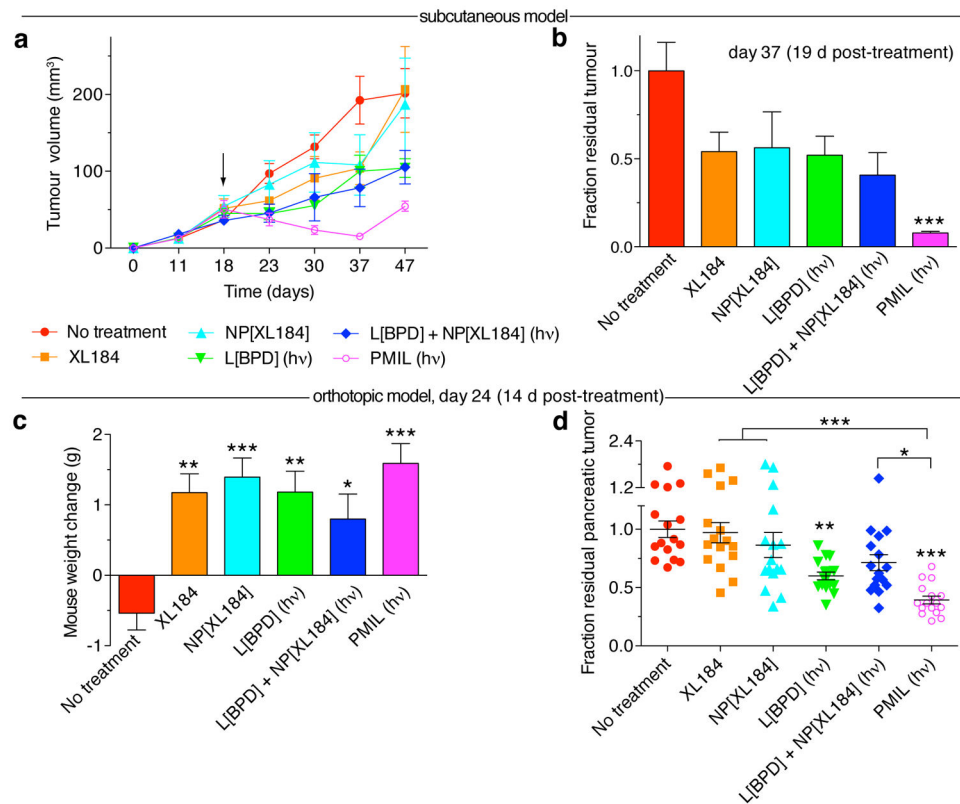 subcutaneous model
a
Tumour volume (mm³)
200
100
0
0 11 18 23 30 37 47
Time (days)
b
day 37 (19 d post-treatment)
Fraction residual tumour
1.0
0.5
0.0
***
No treatment
XL184
NP[XL184]
L[BPD] (hν)
L[BPD] + NP[XL184] (hν)
PMIL (hν)
No treatment
NP[XL184]
L[BPD] + NP[XL184] (hν)
XL184
L[BPD] (hν)
PMIL (hν)
orthotopic model, day 24 (14 d post-treatment)
c
Mouse weight change (g)
2
1
0
-1
** *** ** * ***
No treatment
XL184
NP[XL184]
L[BPD] (hν)
L[BPD] + NP[XL184] (hν)
PMIL (hν)
d
Fraction residual pancreatic tumor
2.4
1.2
1.0
0.5
0.0
***
*
**
***
No treatment
XL184
NP[XL184]
L[BPD] (hν)
L[BPD] + NP[XL184] (hν)
PMIL (hν)